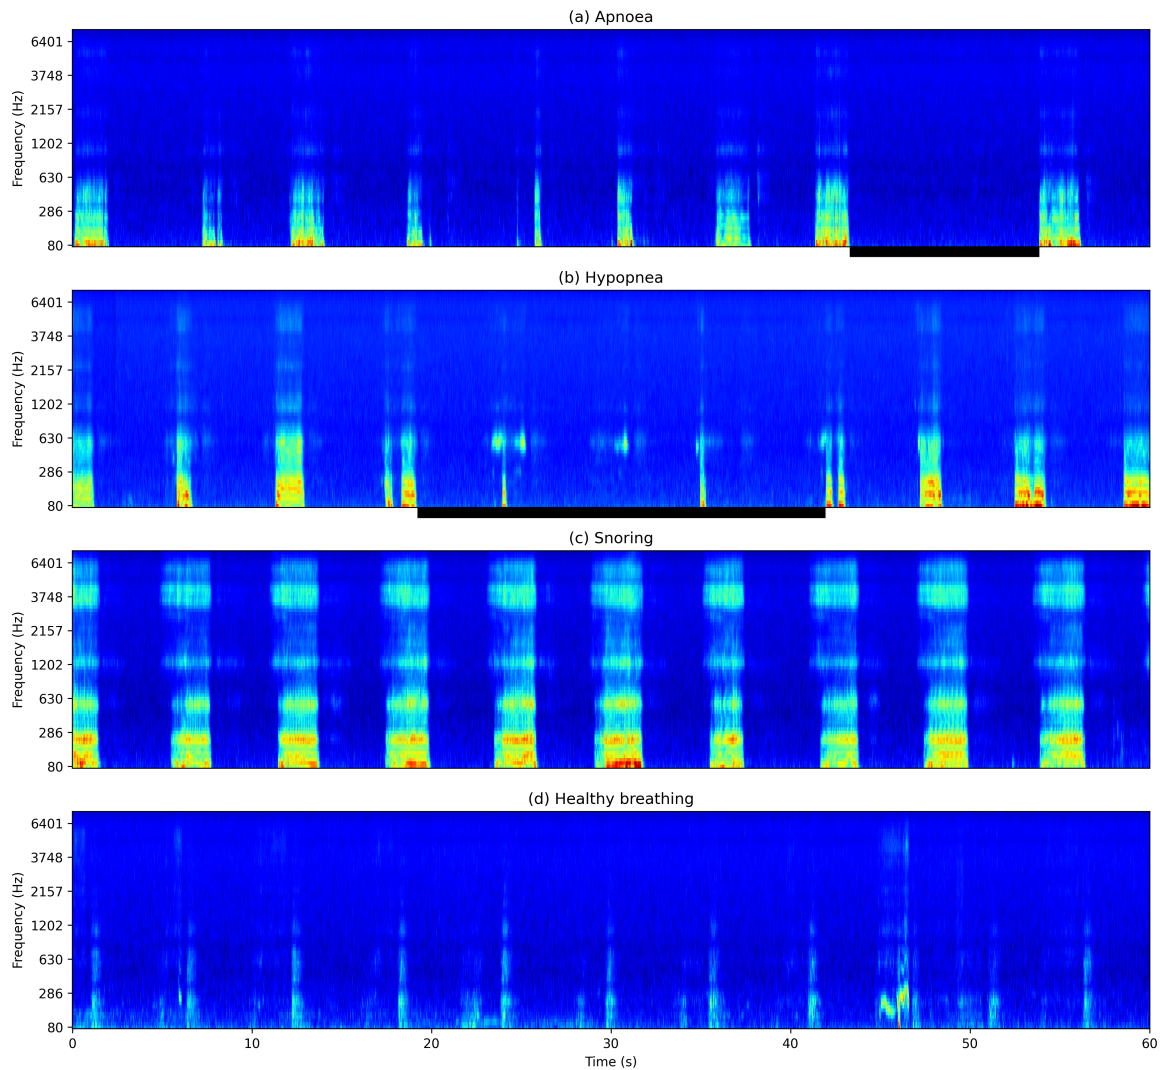 (a) Apnoea
Frequency (Hz)
6401
3748
2157
1202
630
286
80
(b) Hypopnea
Frequency (Hz)
6401
3748
2157
1202
630
286
80
(c) Snoring
Frequency (Hz)
6401
3748
2157
1202
630
286
80
(d) Healthy breathing
Frequency (Hz)
6401
3748
2157
1202
630
286
80
0 10 20 30 40 50 60
Time (s)